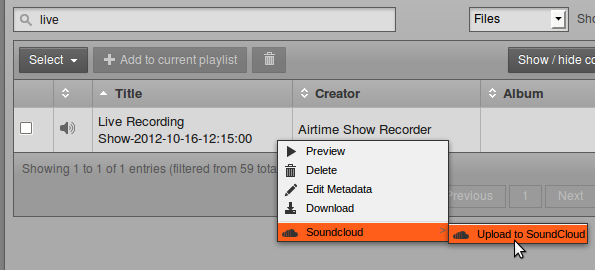 live
Files
Sho
Select
+ Add to current playlist
Show / hide co
Title
Creator
Album
Live Recording
Show-2012-10-16-12:15:00
Airtime Show Recorder
Showing 1 to 1 of 1 entries (filtered from 59 tota
Previous
1
Next
Preview
Delete
Edit Metadata
Download
Soundcloud >
Upload to SoundCloud